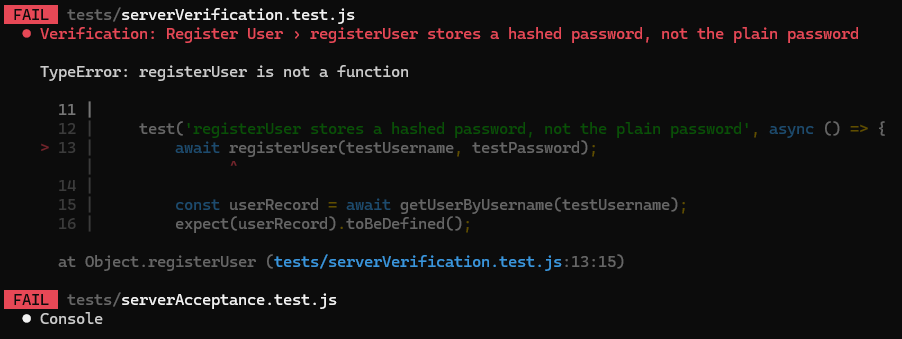 FAIL tests/serverVerification.test.js
● Verification: Register User › registerUser stores a hashed password, not the plain password
TypeError: registerUser is not a function
11 |
12 |     test('registerUser stores a hashed password, not the plain password', async () => {
> 13 |         await registerUser(testUsername, testPassword);
|               ^
14 |
15 |         const userRecord = await getUserByUsername(testUsername);
16 |         expect(userRecord).toBeDefined();
at Object.registerUser (tests/serverVerification.test.js:13:15)
FAIL tests/serverAcceptance.test.js
● Console